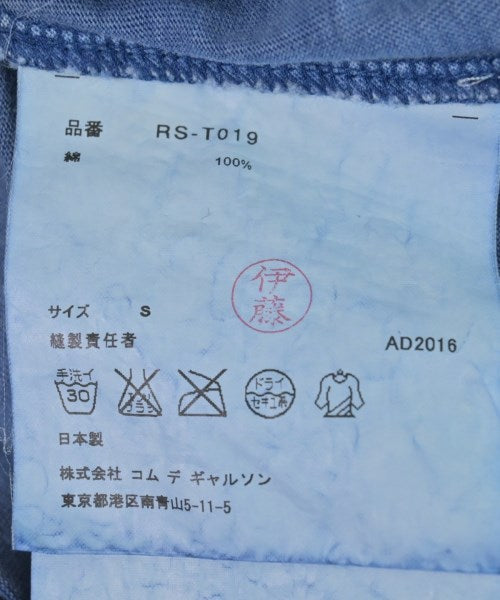 品番 RS-T019
綿 100%
伊
藤
サイズ S
縫製責任者 AD2016
手洗イ
30
ドライ
セキユ系
日本製
株式会社 コム デ ギャルソン
東京都港区南青山5-11-5